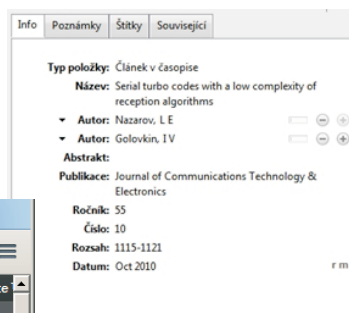 Info Poznámky Štítky Související
Typ položky: Článek v časopise
Název: Serial turbo codes with a low complexity of
reception algorithms
Autor: Nazarov, L E
Autor: Golovkin, I V
Abstrakt:
Publikace: Journal of Communications Technology &
Electronics
Ročník: 55
Číslo: 10
Rozsah: 1115-1121
Datum: Oct 2010
r m